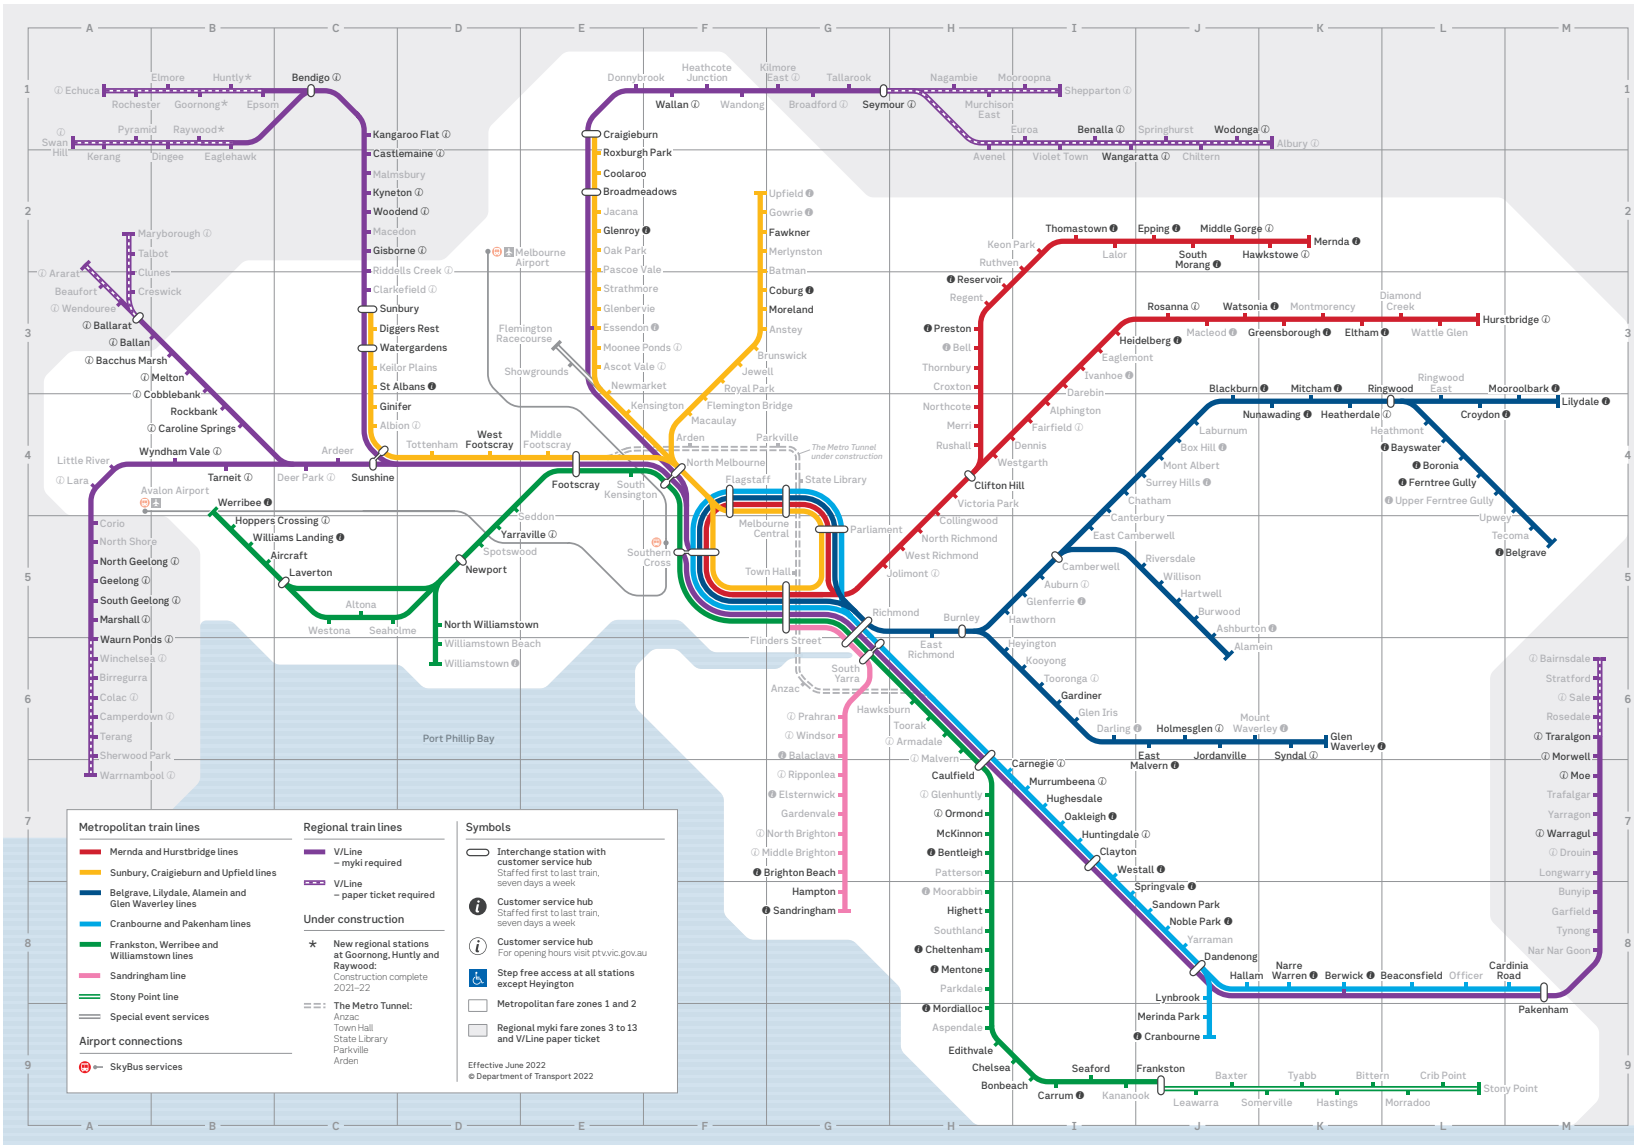 A B C D E F G H I J K L M
1
2
3
4
5
6
7
8
9
Echuca
Rochester
Elmore
Goornong*
Huntly*
Epsom
Bendigo
Swan
Hill
Kerang
Pyramid
Dingee
Raywood*
Eaglehawk
Kangaroo Flat
Castlemaine
Malmsbury
Kyneton
Woodend
Macedon
Gisborne
Riddells Creek
Clarkefield
Sunbury
Diggers Rest
Watergardens
Keilor Plains
St Albans
Ginifer
Albion
Sunshine
Donnybrook
Wallan
Heathcote
Junction
Wandong
Kilmore
East
Broadford
Tallarook
Seymour
Nagambie
Murchison
East
Mooroopna
Shepparton
Avenel
Euroa
Violet Town
Benalla
Wangaratta
Springhurst
Chiltern
Wodonga
Albury
Craigieburn
Roxburgh Park
Coolaroo
Broadmeadows
Jacana
Glenroy
Oak Park
Pascoe Vale
Strathmore
Glenbervie
Essendon
Moonee Ponds
Ascot Vale
Newmarket
Kensington
Upfield
Gowrie
Fawkner
Merlynston
Batman
Coburg
Moreland
Anstey
Brunswick
Jewell
Royal Park
Flemington Bridge
Macaulay
Melbourne
Airport
Flemington
Racecourse
Showgrounds
Maryborough
Talbot
Clunes
Creswick
Ararat
Beaufort
Wendouree
Ballarat
Ballan
Bacchus Marsh
Melton
Cobblebank
Rockbank
Caroline Springs
Wyndham Vale
Tarneit
Deer Park
Ardeer
Little River
Lara
Avalon Airport
Corio
North Shore
North Geelong
Geelong
South Geelong
Marshall
Waurn Ponds
Winchelsea
Birregurra
Colac
Camperdown
Terang
Sherwood Park
Warrnambool
Tottenham
West
Footscray
Middle
Footscray
Footscray
South
Kensington
North Melbourne
Arden
Parkville
The Metro Tunnel
under construction
State Library
Flagstaff
Melbourne
Central
Parliament
Southern
Cross
Town Hall
Flinders Street
Richmond
South
Yarra
Anzac
Werribee
Hoppers Crossing
Williams Landing
Aircraft
Laverton
Westona
Altona
Seaholme
Newport
Spotswood
Yarraville
Seddon
North Williamstown
Williamstown Beach
Williamstown
Port Phillip Bay
Keon Park
Ruthven
Reservoir
Regent
Preston
Bell
Thornbury
Croxton
Northcote
Merri
Rushall
Thomastown
Lalor
Epping
South
Morang
Middle Gorge
Hawkstowe
Mernda
Clifton Hill
Victoria Park
Collingwood
North Richmond
West Richmond
Jolimont
Westgarth
Dennis
Fairfield
Alphington
Darebin
Ivanhoe
Eaglemont
Heidelberg
Rosanna
Macleod
Watsonia
Greensborough
Montmorency
Eltham
Diamond
Creek
Wattle Glen
Hurstbridge
East
Richmond
Burnley
Hawthorn
Glenferrie
Auburn
Camberwell
East Camberwell
Canterbury
Chatham
Surrey Hills
Mont Albert
Box Hill
Laburnum
Blackburn
Nunawading
Mitcham
Heatherdale
Ringwood
Ringwood
East
Croydon
Mooroolbark
Lilydale
Heathmont
Bayswater
Boronia
Ferntree Gully
Upper Ferntree Gully
Upwey
Tecoma
Belgrave
Riversdale
Willison
Hartwell
Burwood
Ashburton
Alamein
Heyington
Kooyong
Tooronga
Gardiner
Glen Iris
Darling
East
Malvern
Holmesglen
Jordanville
Mount
Waverley
Syndal
Glen
Waverley
Prahran
Windsor
Balaclava
Ripponlea
Elsternwick
Gardenvale
North Brighton
Middle Brighton
Brighton Beach
Hampton
Sandringham
Hawksburn
Toorak
Armadale
Malvern
Caulfield
Glenhuntly
Ormond
McKinnon
Bentleigh
Patterson
Moorabbin
Highett
Southland
Cheltenham
Mentone
Parkdale
Mordialloc
Aspendale
Edithvale
Chelsea
Bonbeach
Carrum
Seaford
Kananook
Frankston
Leawarra
Baxter
Somerville
Tyabb
Hastings
Bittern
Morradoo
Crib Point
Stony Point
Carnegie
Murrumbeena
Hughesdale
Oakleigh
Huntingdale
Clayton
Westall
Springvale
Sandown Park
Noble Park
Yarraman
Dandenong
Lynbrook
Merinda Park
Cranbourne
Hallam
Narre
Warren
Berwick
Beaconsfield
Officer
Cardinia
Road
Pakenham
Bairnsdale
Stratford
Sale
Rosedale
Traralgon
Morwell
Moe
Trafalgar
Yarragon
Warragul
Drouin
Longwarry
Bunyip
Garfield
Tynong
Nar Nar Goon
Metropolitan train lines
Mernda and Hurstbridge lines
Sunbury, Craigieburn and Upfield lines
Belgrave, Lilydale, Alamein and
Glen Waverley lines
Cranbourne and Pakenham lines
Frankston, Werribee and
Williamstown lines
Sandringham line
Stony Point line
Special event services
Airport connections
SkyBus services
Regional train lines
V/Line
– myki required
V/Line
– paper ticket required
Under construction
* New regional stations
at Goornong, Huntly and
Raywood:
Construction complete
2021–22
The Metro Tunnel:
Anzac
Town Hall
State Library
Parkville
Arden
Symbols
Interchange station with
customer service hub
Staffed first to last train,
seven days a week
Customer service hub
Staffed first to last train,
seven days a week
Customer service hub
For opening hours visit ptv.vic.gov.au
Step free access at all stations
except Heyington
Metropolitan fare zones 1 and 2
Regional myki fare zones 3 to 13
and V/Line paper ticket
Effective June 2022
© Department of Transport 2022
A B C D E F G H I J K L M